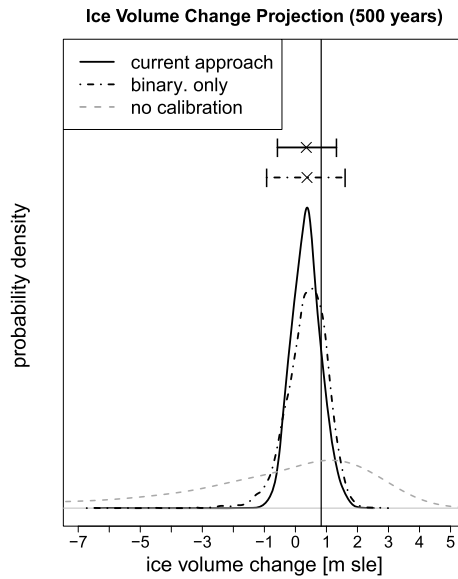 Ice Volume Change Projection (500 years)
current approach
binary. only
no calibration
probability density
−7 −5 −3 −1 0 1 2 3 4 5
ice volume change [m sle]